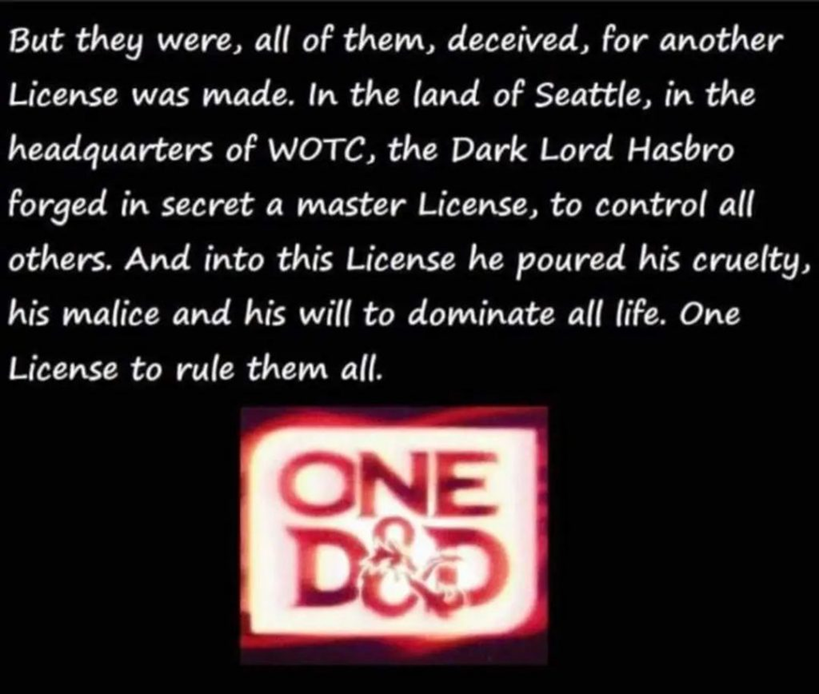 But they were, all of them, deceived, for another
License was made. In the land of Seattle, in the
headquarters of WOTC, the Dark Lord Hasbro
forged in secret a master License, to control all
others. And into this License he poured his cruelty,
his malice and his will to dominate all life. One
License to rule them all.
ONE
D&D